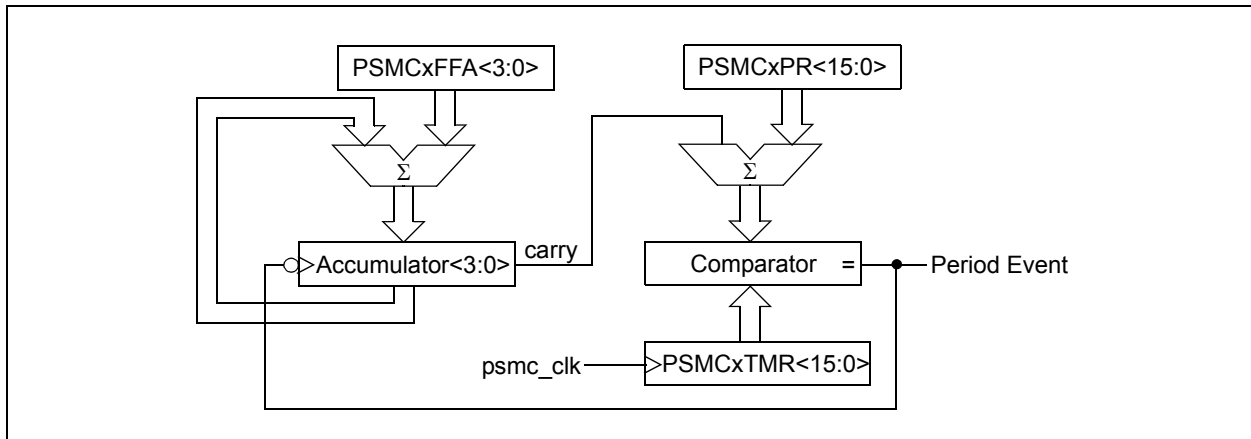 PSMCxFFA<3:0>
PSMCxPR<15:0>
Σ
Σ
carry
Accumulator<3:0>
Comparator =
Period Event
psmc_clk
PSMCxTMR<15:0>